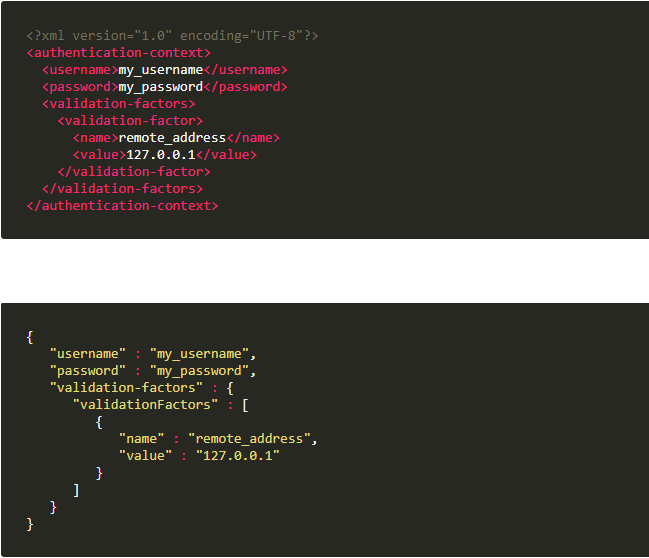 <?xml version="1.0" encoding="UTF-8"?>
<authentication-context>
  <username>my_username</username>
  <password>my_password</password>
  <validation-factors>
    <validation-factor>
      <name>remote_address</name>
      <value>127.0.0.1</value>
    </validation-factor>
  </validation-factors>
</authentication-context>
{
   "username" : "my_username",
   "password" : "my_password",
   "validation-factors" : {
      "validationFactors" : [
         {
            "name" : "remote_address",
            "value" : "127.0.0.1"
         }
      ]
   }
}